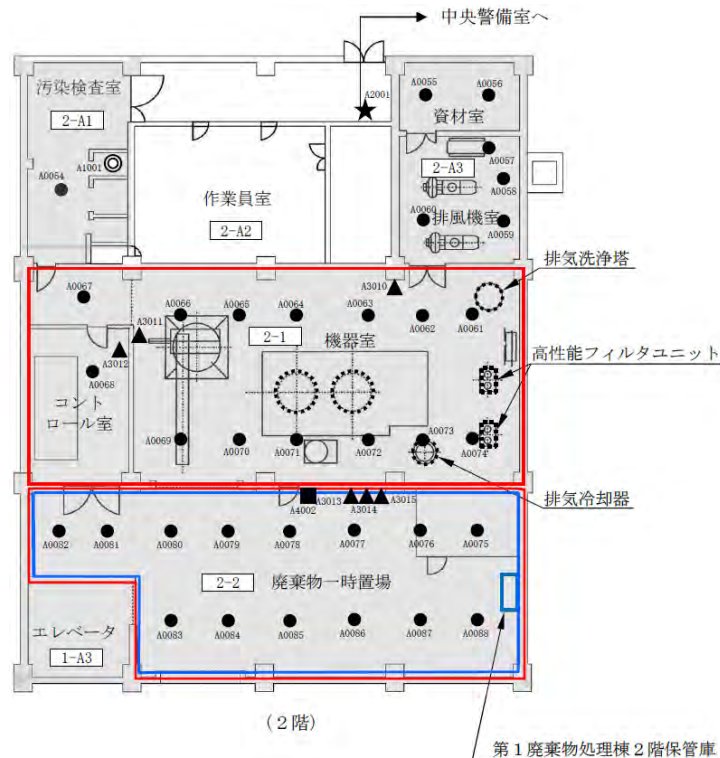 中央警備室へ
汚染検査室
2-A1
A2001
A0055
A0056
資材室
A1001
A0054
2-A3
A0057
A0058
作業員室
2-A2
A0060
排風機室
A0059
排気洗浄塔
A0067
A3010
A0066
A0065
A0064
A0063
A0062
A0061
A3011
2-1
機器室
A3012
高性能フィルタユニット
A0068
コント
ロール室
A0069
A0070
A0071
A0072
A0073
A0074
排気冷却器
A4002
A3013
A3014
A3015
A0082
A0081
A0080
A0079
A0078
A0077
A0076
A0075
2-2
廃棄物一時置場
エレベータ
1-A3
A0083
A0084
A0085
A0086
A0087
A0088
(2階)
第1廃棄物処理棟2階保管庫